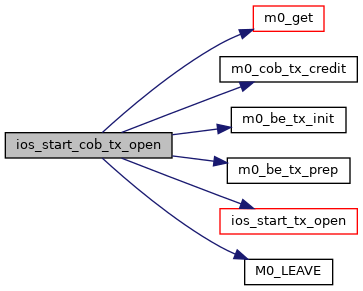 m0_get
m0_cob_tx_credit
m0_be_tx_init
ios_start_cob_tx_open
m0_be_tx_prep
ios_start_tx_open
M0_LEAVE